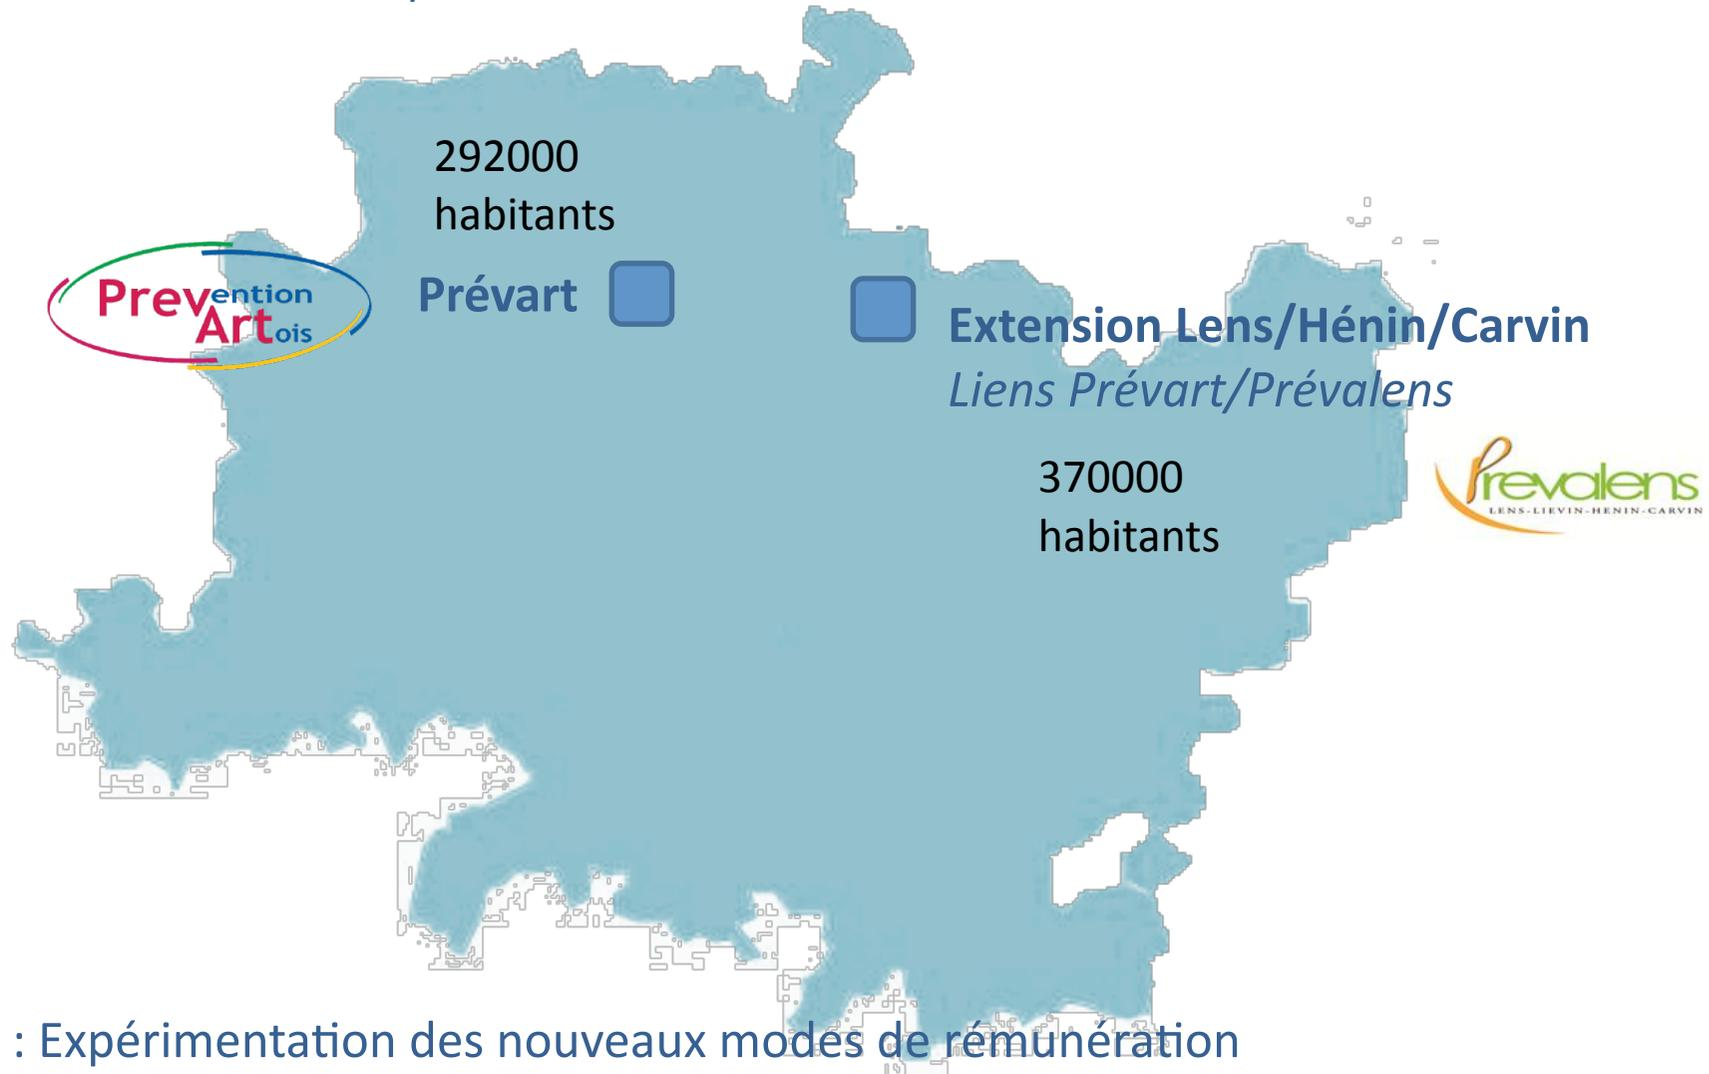 292000
habitants
Prevention
Artois
Prévart
Extension Lens/Hénin/Carvin
Liens Prévart/Prévalens
370000
habitants
Prevalens
LENS-LIEVIN-HENIN-CARVIN
: Expérimentation des nouveaux modes de rémunération